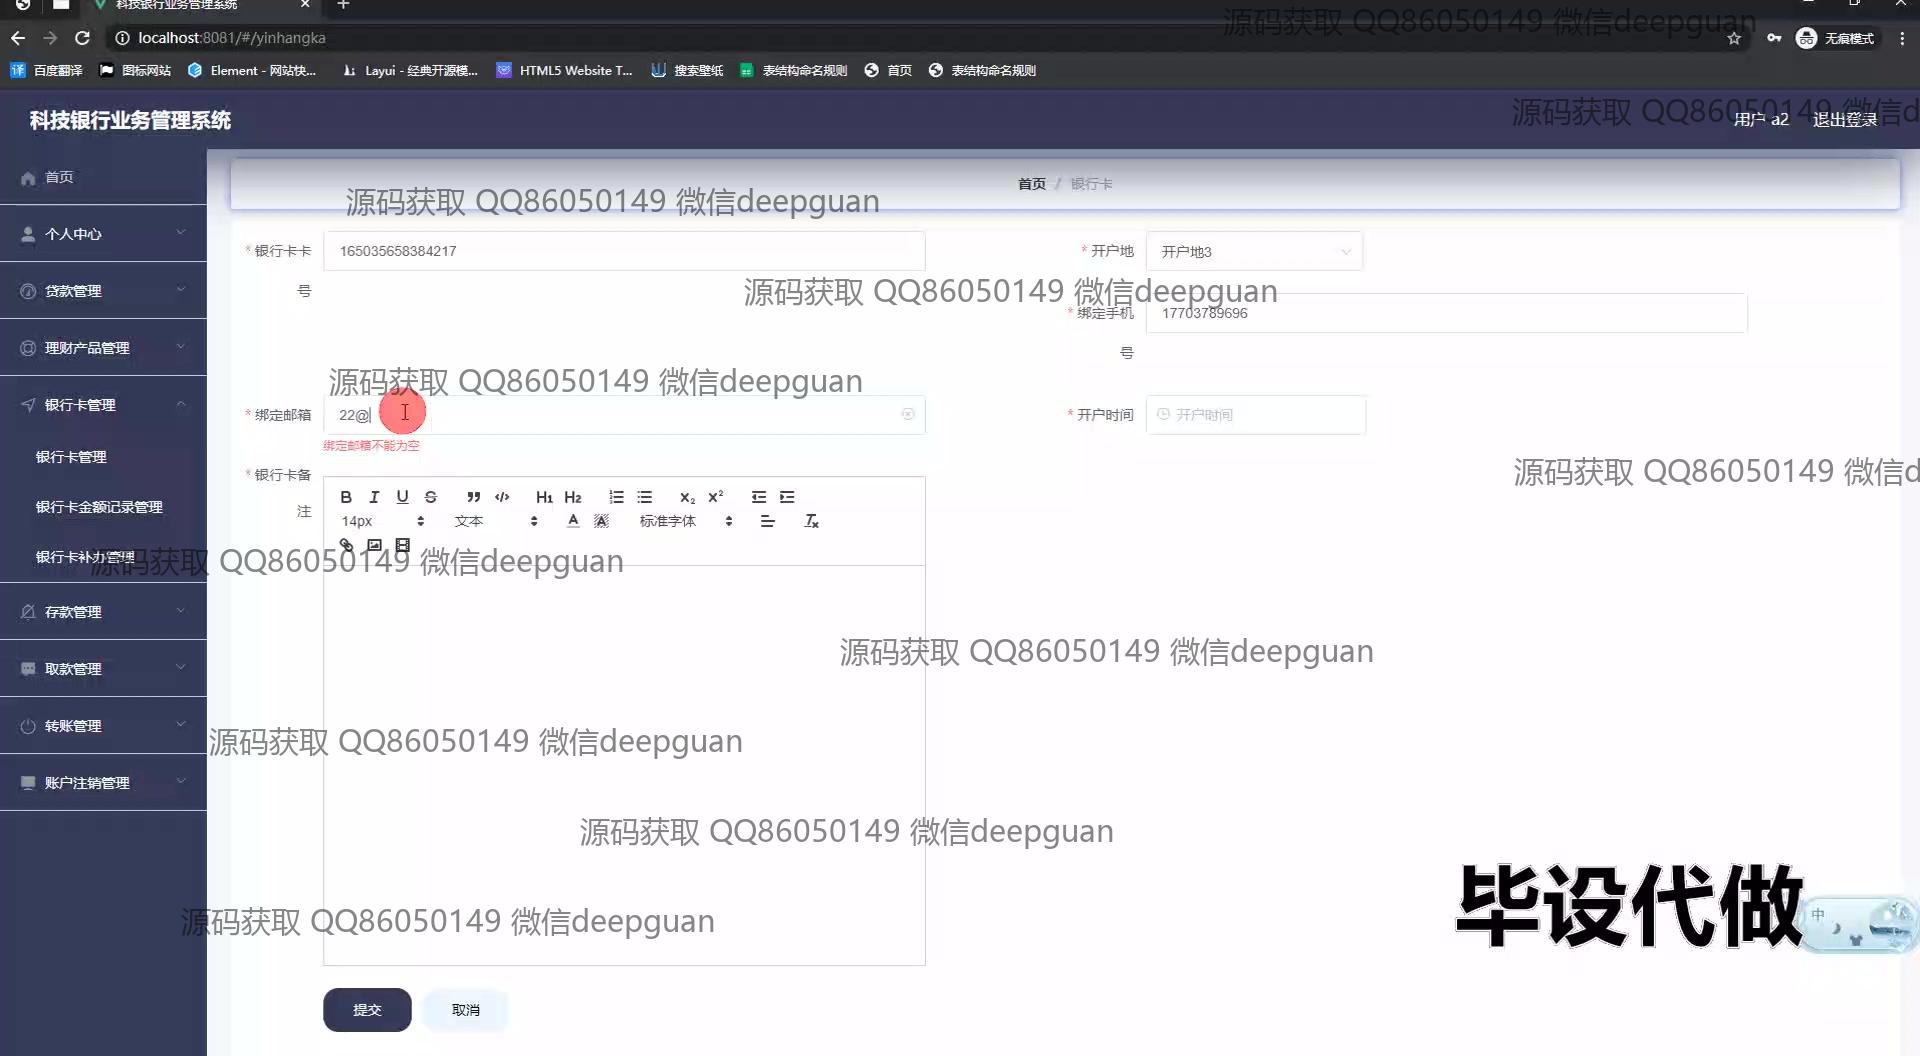 科技银行业务管理系统
localhost:8081/#/yinhangka
无痕模式
百度翻译
图标网站
Element - 网站快...
Layui - 经典开源模...
HTML5 Website T...
搜索壁纸
表结构命名规则
首页
表结构命名规则
源码获取 QQ86050149 微信deepguan
科技银行业务管理系统
源码获取 QQ86050149 微信d
用户 a2
退出登录
首页
个人中心
贷款管理
理财产品管理
银行卡管理
银行卡管理
银行卡金额记录管理
银行卡补办管理
存款管理
取款管理
转账管理
账户注销管理
首页 / 银行卡
源码获取 QQ86050149 微信deepguan
* 银行卡卡号
165035658384217
* 开户地
开户地3
源码获取 QQ86050149 微信deepguan
* 绑定手机号
17703789696
源码获取 QQ86050149 微信deepguan
* 绑定邮箱
22@
绑定邮箱不能为空
* 开户时间
开户时间
源码获取 QQ86050149 微信d
* 银行卡备注
B I U S H1 H2 X2 X2
14px 文本 A A 标准字体
源码获取 QQ86050149 微信deepguan
源码获取 QQ86050149 微信deepguan
源码获取 QQ86050149 微信deepguan
源码获取 QQ86050149 微信deepguan
源码获取 QQ86050149 微信deepguan
毕设代做
中
提交
取消